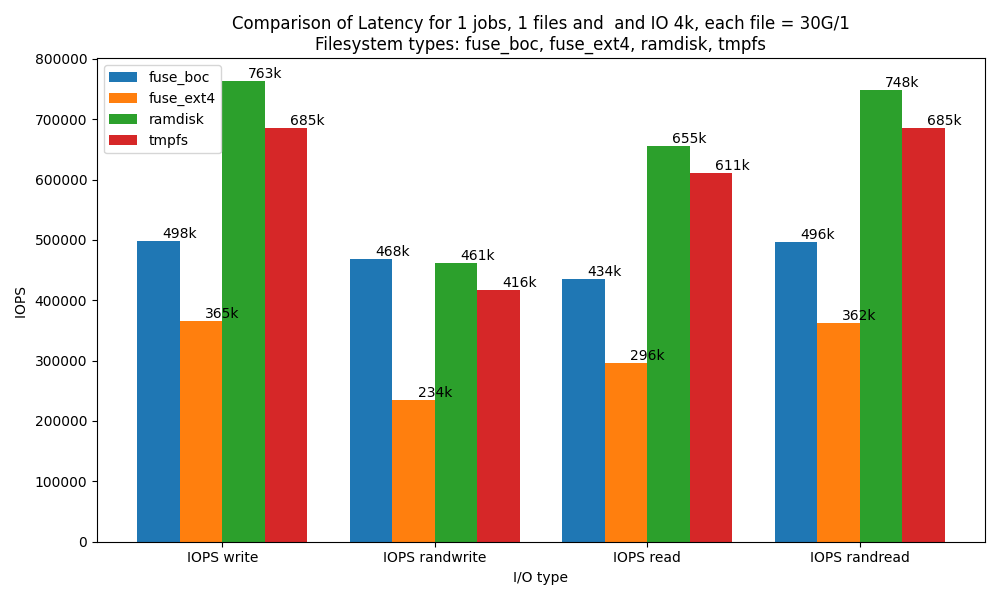 Comparison of Latency for 1 jobs, 1 files and  and IO 4k, each file = 30G/1
Filesystem types: fuse_boc, fuse_ext4, ramdisk, tmpfs
fuse_boc
fuse_ext4
ramdisk
tmpfs
IOPS
800000
700000
600000
500000
400000
300000
200000
100000
0
498k
365k
763k
685k
468k
234k
461k
416k
434k
296k
655k
611k
496k
362k
748k
685k
IOPS write
IOPS randwrite
IOPS read
IOPS randread
I/O type